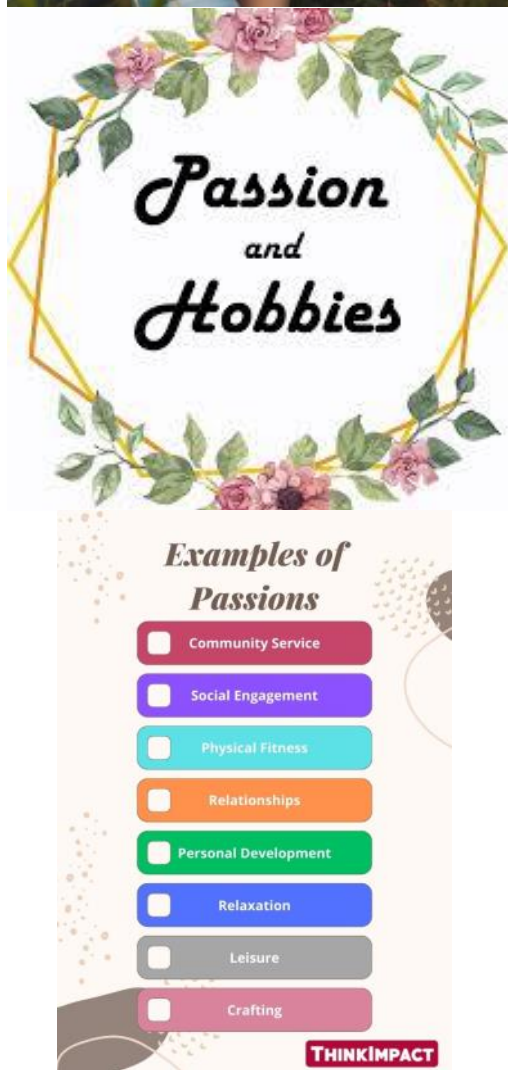 Passion
and
Hobbies
Examples of
Passions
Community Service
Social Engagement
Physical Fitness
Relationships
Personal Development
Relaxation
Leisure
Crafting
THINKIMPACT